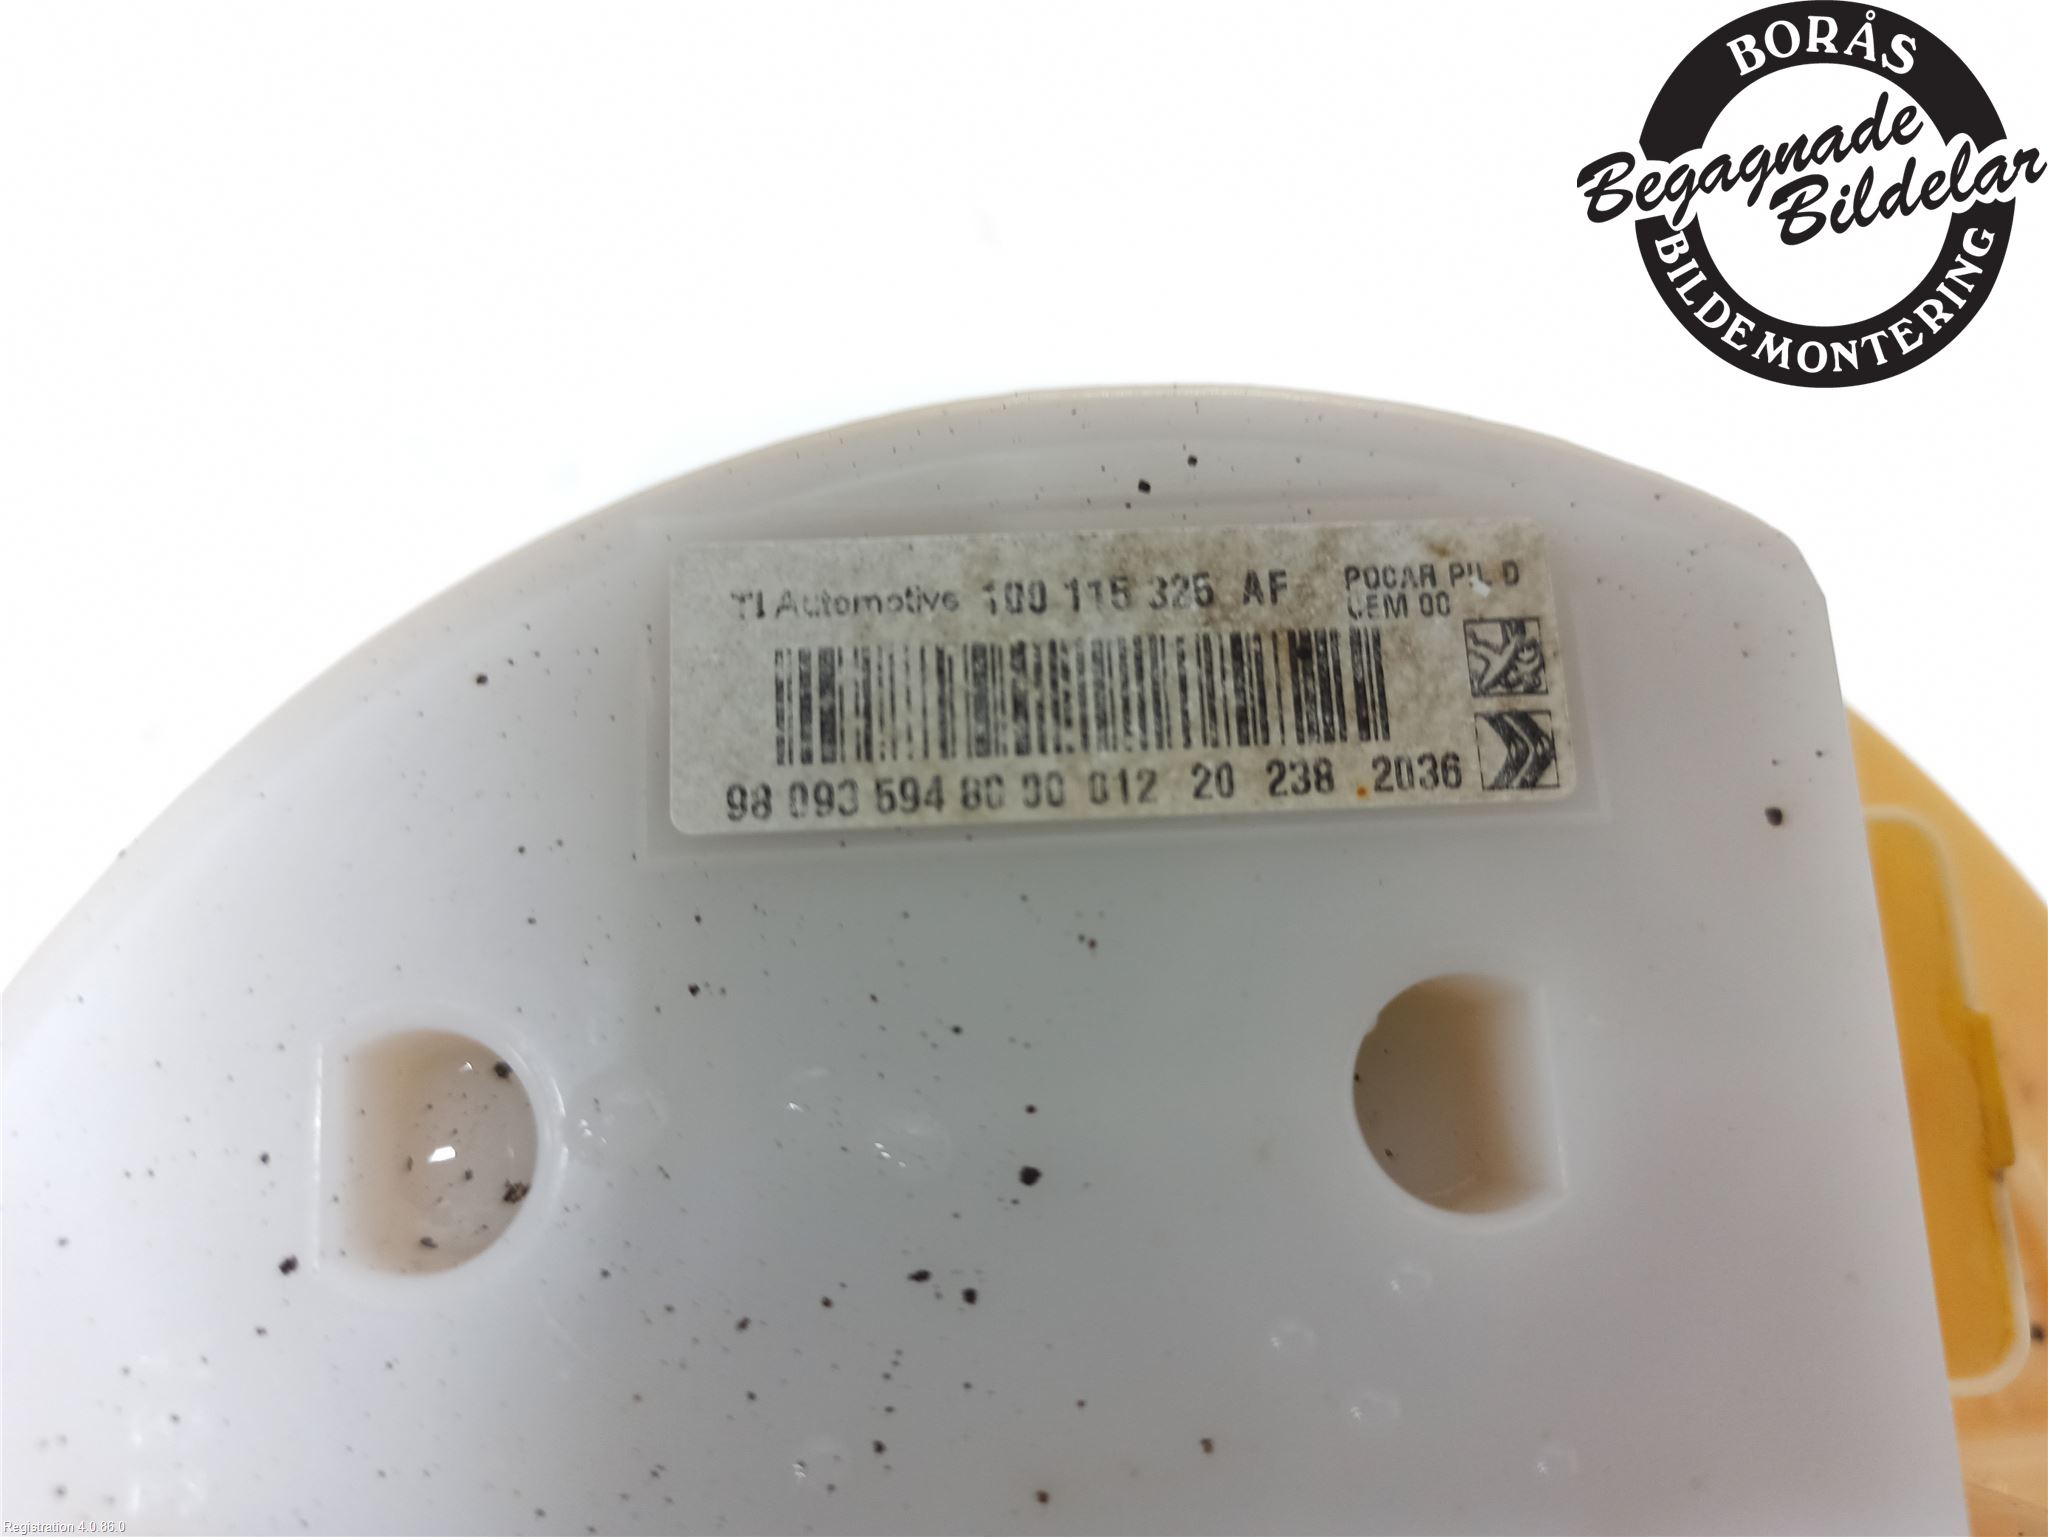 BORÅS
Begagnade
Bildelar
BILDEMONTERING
TI Automotive 100 115 326 AF
POCAR PIL D
CEM 00
98 093 594 80 00 012 20 238 2036
Registration 4.0.86.0